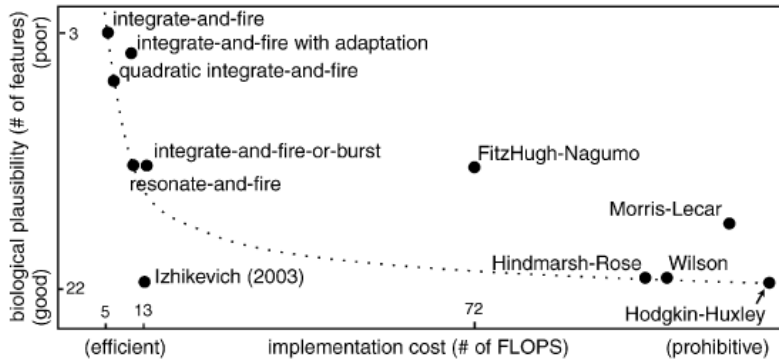 integrate-and-fire
3
integrate-and-fire with adaptation
quadratic integrate-and-fire
biological plausibility (# of features)
(good) (poor)
integrate-and-fire-or-burst
FitzHugh-Nagumo
resonate-and-fire
Morris-Lecar
Izhikevich (2003)
Hindmarsh-Rose
Wilson
22
Hodgkin-Huxley
5 13 72
(efficient) implementation cost (# of FLOPS) (prohibitive)